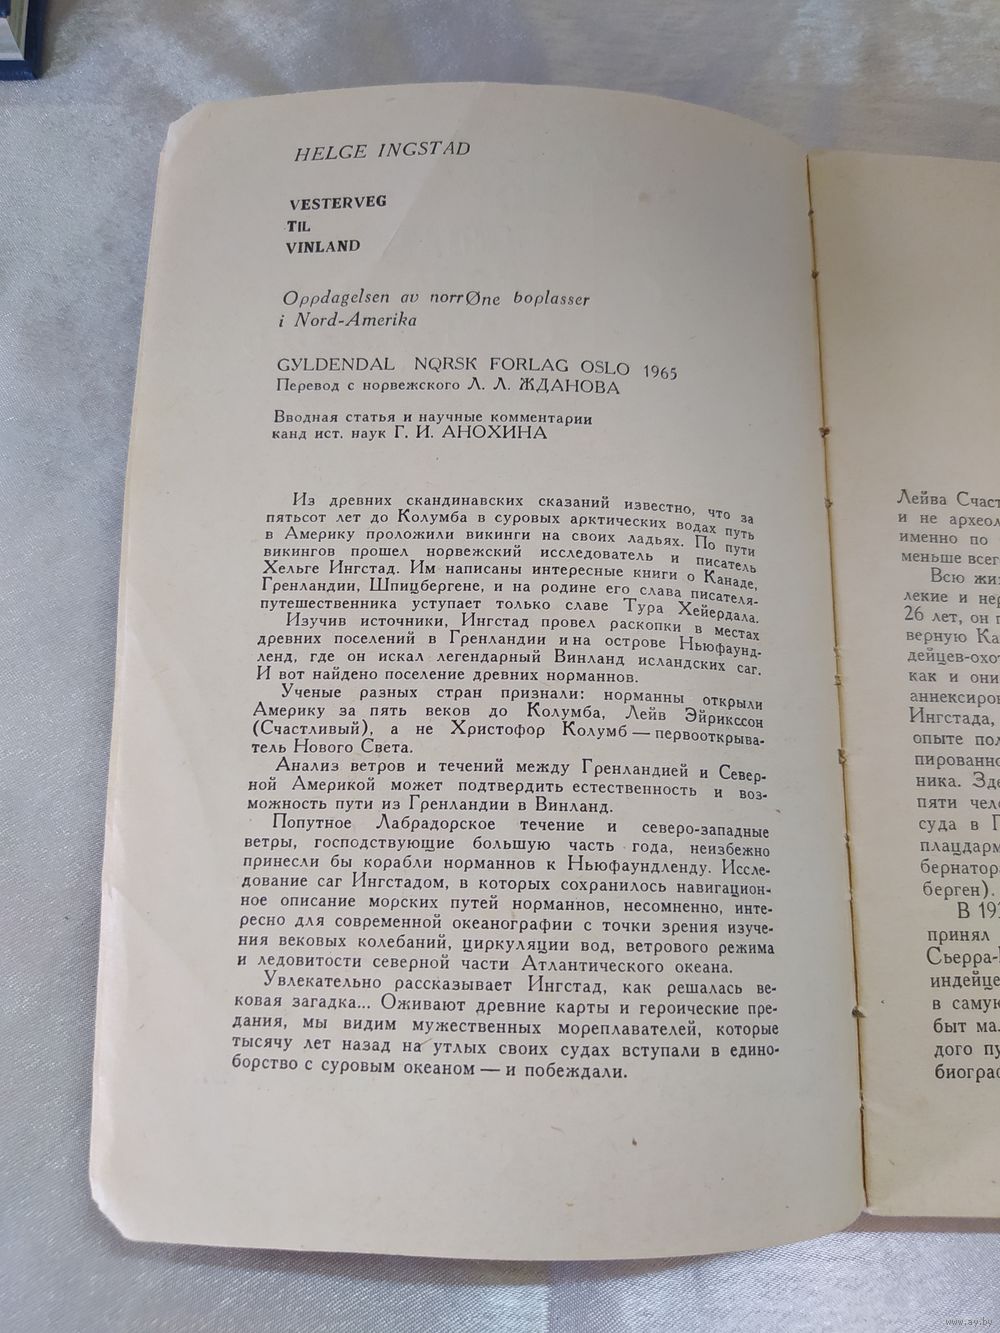 HELGE INGSTAD
VESTERVEG
TIL
VINLAND
Oppdagelsen av norrØne boplasser
i Nord-Amerika
GYLDENDAL NQRSK FORLAG OSLO 1965
Перевод с норвежского Л. Л. ЖДАНОВА
Вводная статья и научные комментарии
канд ист. наук Г. И. АНОХИНА
Из древних скандинавских сказаний известно, что за
пятьсот лет до Колумба в суровых арктических водах путь
в Америку проложили викинги на своих ладьях. По пути
викингов прошел норвежский исследователь и писатель
Хельге Ингстад. Им написаны интересные книги о Канаде,
Гренландии, Шпицбергене, и на родине его слава писателя-
путешественника уступает только славе Тура Хейердала.
Изучив источники, Ингстад провел раскопки в местах
древних поселений в Гренландии и на острове Ньюфаунд-
ленд, где он искал легендарный Винланд исландских саг.
И вот найдено поселение древних норманнов.
Ученые разных стран признали: норманны открыли
Америку за пять веков до Колумба, Лейв Эйрикссон
(Счастливый), а не Христофор Колумб — первооткрыва-
тель Нового Света.
Анализ ветров и течений между Гренландией и Север-
ной Америкой может подтвердить естественность и воз-
можность пути из Гренландии в Винланд.
Попутное Лабрадорское течение и северо-западные
ветры, господствующие большую часть года, неизбежно
принесли бы корабли норманнов к Ньюфаундленду. Иссле-
дование саг Ингстадом, в которых сохранилось навигацион-
ное описание морских путей норманнов, несомненно, инте-
ресно для современной океанографии с точки зрения изуче-
ния вековых колебаний, циркуляции вод, ветрового режима
и ледовитости северной части Атлантического океана.
Увлекательно рассказывает Ингстад, как решалась ве-
ковая загадка... Оживают древние карты и героические пре-
дания, мы видим мужественных мореплавателей, которые
тысячу лет назад на утлых своих судах вступали в едино-
борство с суровым океаном — и побеждали.
Лейва Счаст
и не археол
именно по
меньше всег
Всю жи
лекие и нер
26 лет, он п
верную Ка
дейцев-охот
как и они
аннексиров
Ингстада,
опыте пол
пированно
ника. Зде
пяти чело
суда в Г
плацдарм
бернатора
берген).
В 193
принял
Сьерра-
индейце
в самую
быт ма
дого пу
биограф
www.ay.by